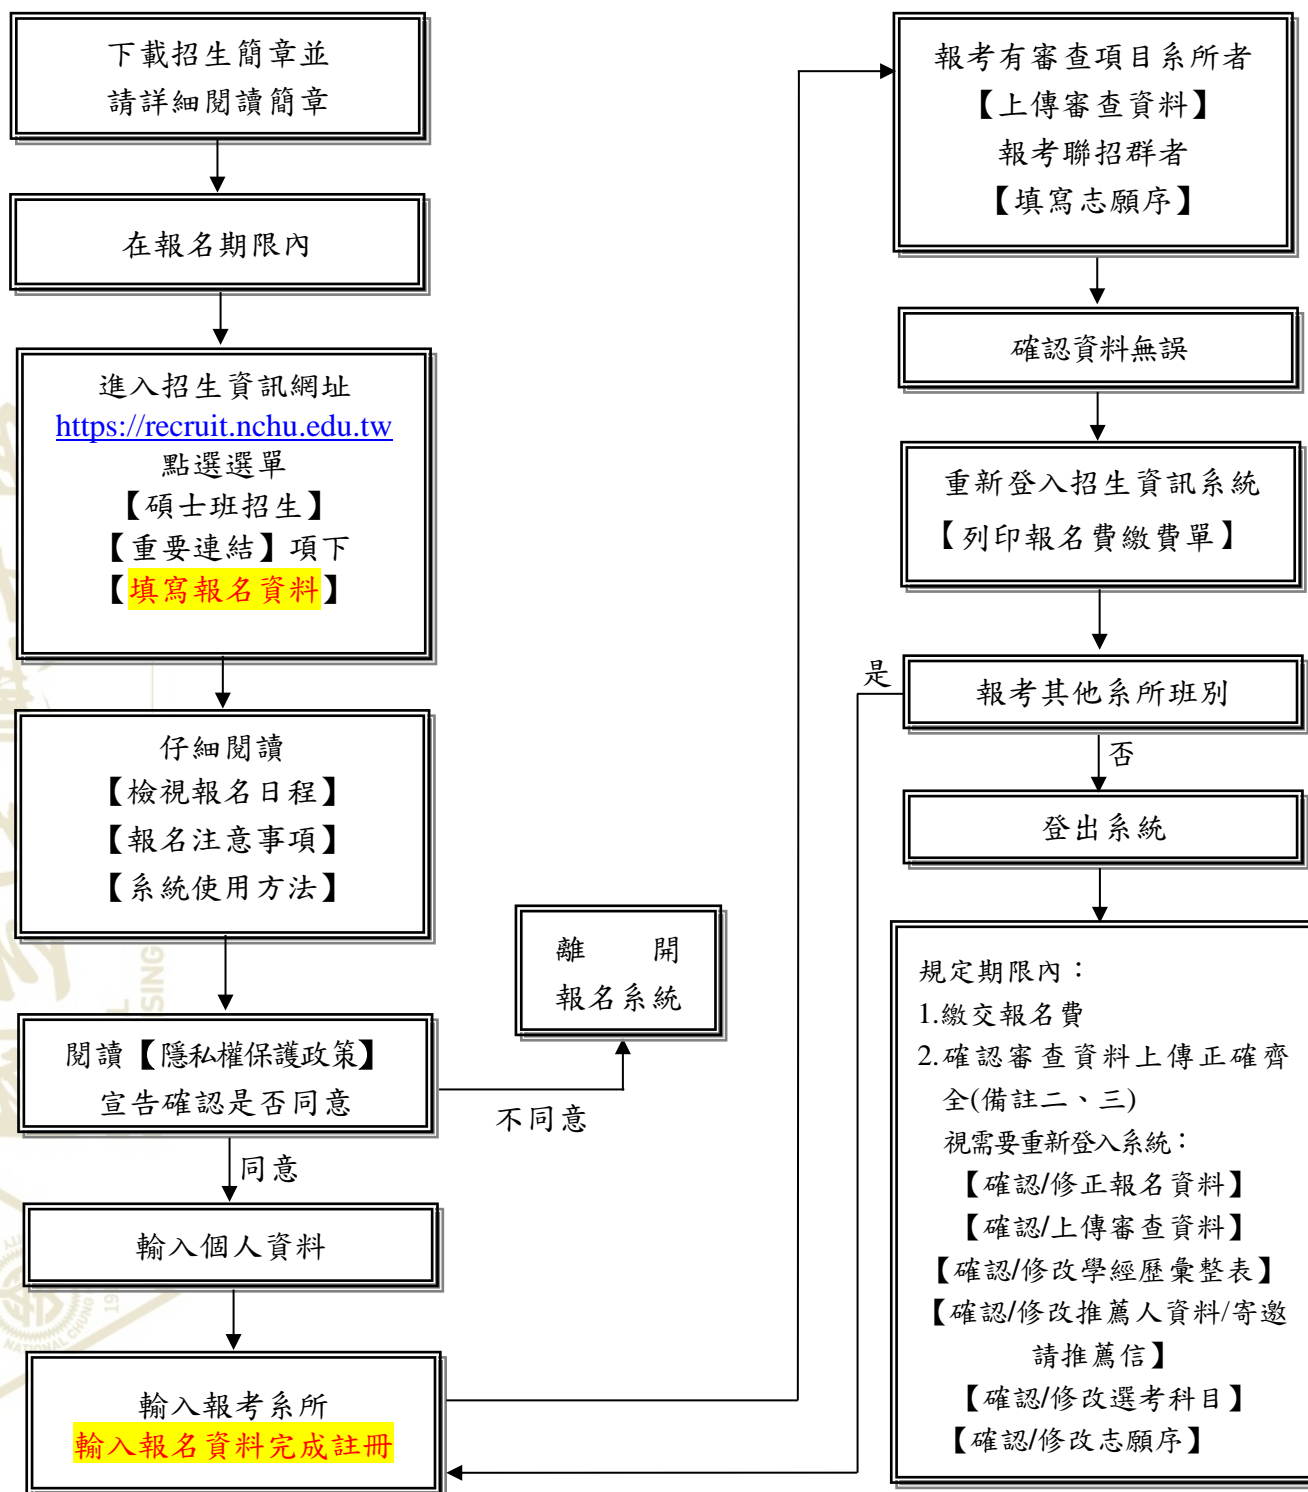 下載招生簡章並
請詳細閱讀簡章
在報名期限內
進入招生資訊網址
https://recruit.nchu.edu.tw
點選選單
【碩士班招生】
【重要連結】項下
【填寫報名資料】
仔細閱讀
【檢視報名日程】
【報名注意事項】
【系統使用方法】
閱讀【隱私權保護政策】
宣告確認是否同意
不同意
離 開
報名系統
同意
輸入個人資料
輸入報考系所
輸入報名資料完成註冊
報考有審查項目系所者
【上傳審查資料】
報考聯招群者
【填寫志願序】
確認資料無誤
重新登入招生資訊系統
【列印報名費繳費單】
是
報考其他系所班別
否
登出系統
規定期限內：
1.繳交報名費
2.確認審查資料上傳正確齊
全(備註二、三)
視需要重新登入系統：
【確認/修正報名資料】
【確認/上傳審查資料】
【確認/修改學經歷彙整表】
【確認/修改推薦人資料/寄邀
請推薦信】
【確認/修改選考科目】
【確認/修改志願序】
SING
NATIONAL CHUNG
19